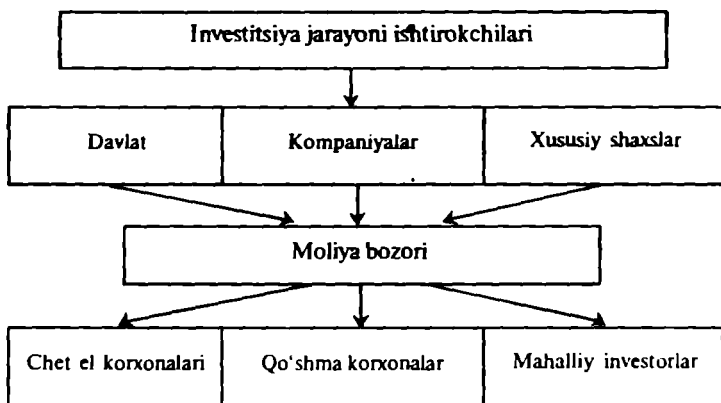 Investitsiya jarayoni ishtirokchilari
Davlat
Kompaniyalar
Xususiy shaxslar
Moliya bozori
Chet el korxonalari
Qo‘shma korxonalar
Mahalliy investorlar